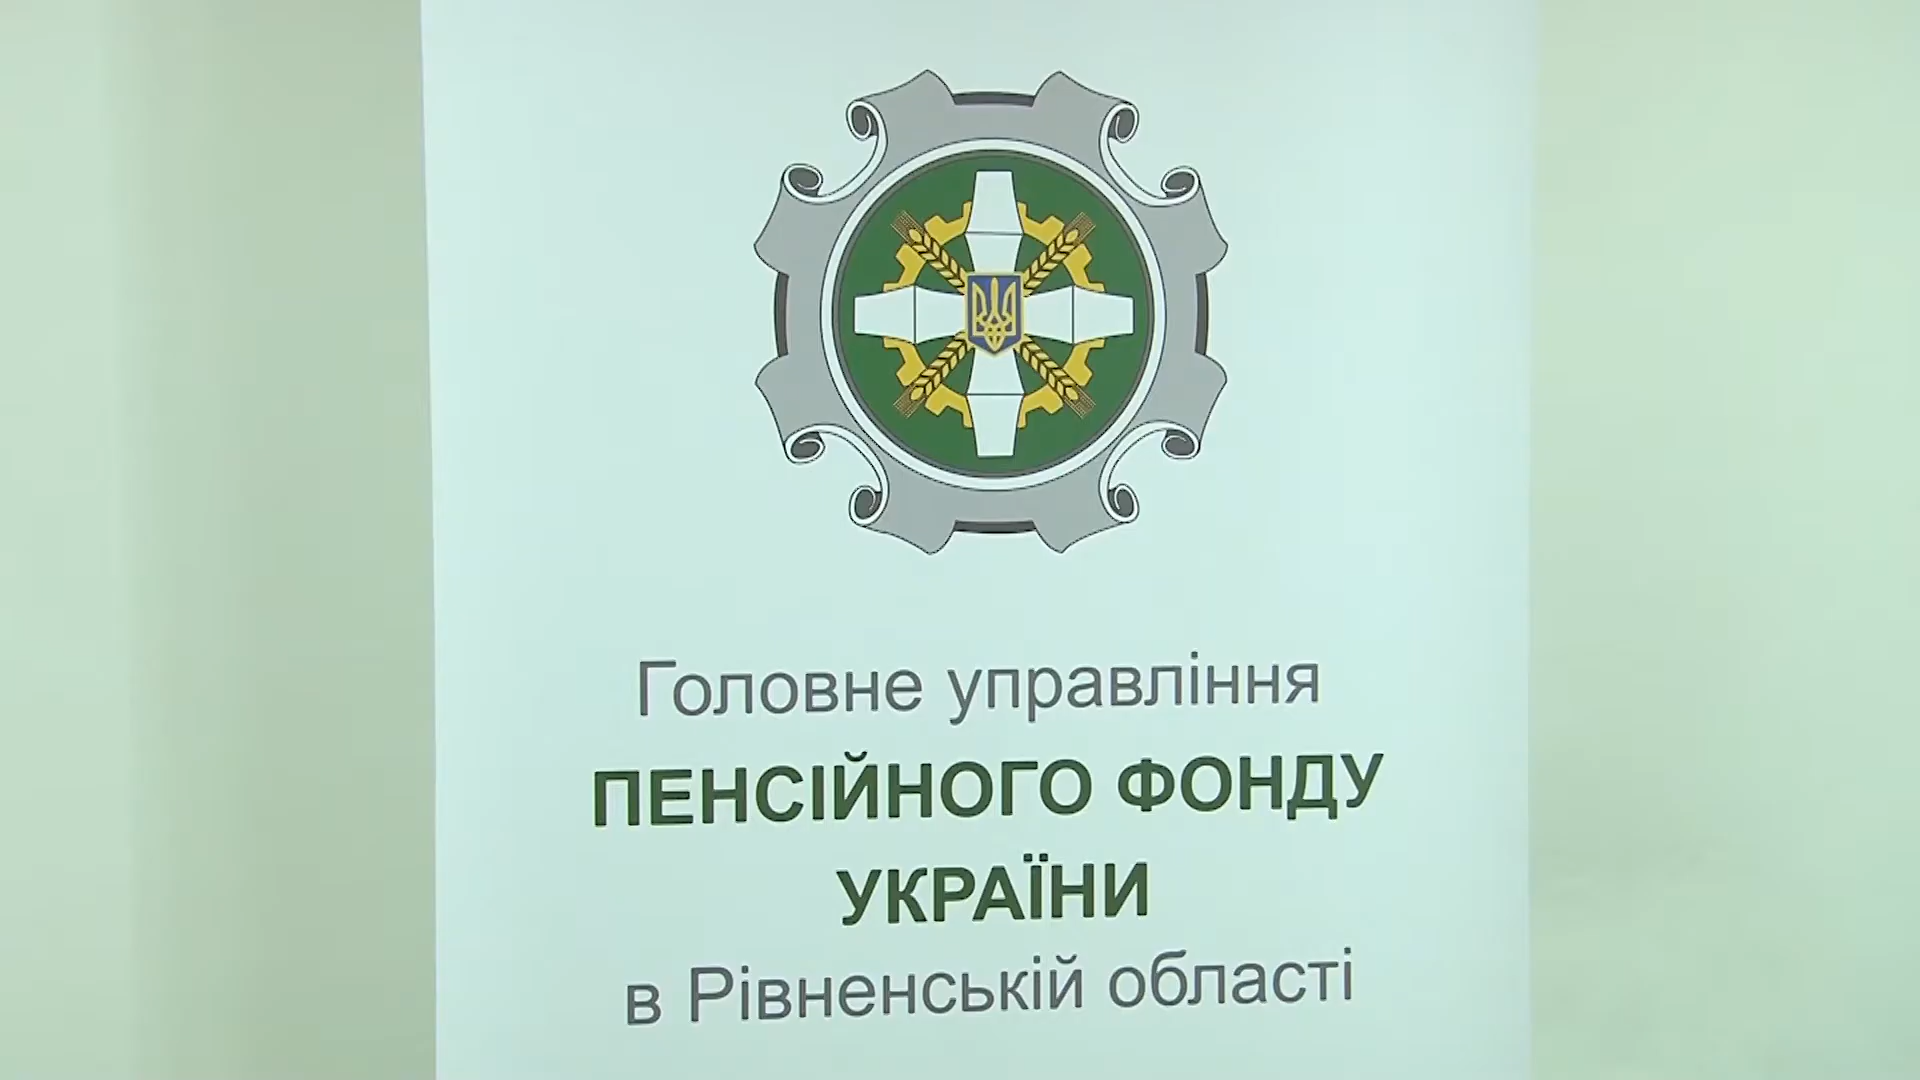 Головне управління
ПЕНСІЙНОГО ФОНДУ
УКРАЇНИ
в Рівненській області